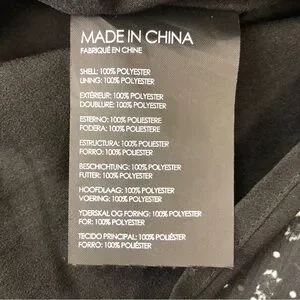 MADE IN CHINA
FABRIQUÉ EN CHINE
SHELL: 100% POLYESTER
LINING: 100% POLYESTER
EXTÉRIEUR: 100% POLYESTER
DOUBLURE: 100% POLYESTER
ESTERNO: 100% POLIESTERE
FODERA: 100% POLIESTERE
ESTRUCTURA: 100% POLIÉSTER
FORRO: 100% POLIÉSTER
BESCHICHTUNG: 100% POLYESTER
FUTTER: 100% POLYESTER
HOOFDLAAG: 100% POLYESTER
VOERING: 100% POLYESTER
YDERSKAL OG FORING: 100% POLYESTER
FOR: 100% POLYESTER
TECIDO PRINCIPAL: 100% POLIÉSTER
FORRO: 100% POLIÉSTER